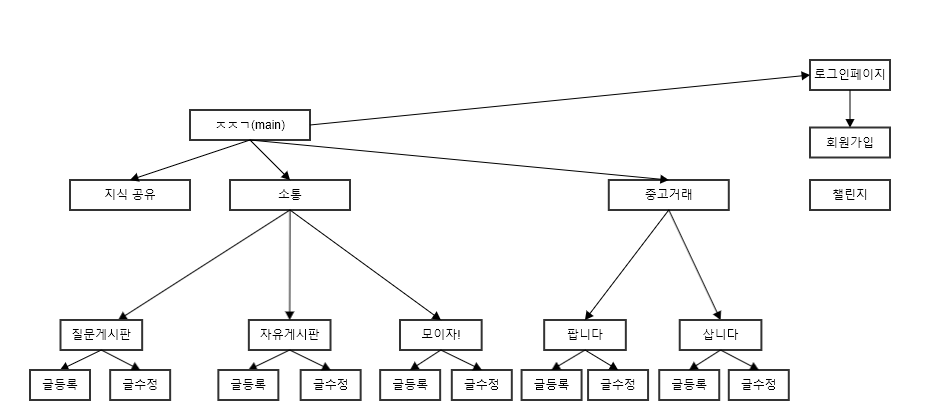 로그인페이지
ㅈㅈㄱ(main)
회원가입
지식 공유
소통
중고거래
챌린지
질문게시판
자유게시판
모이자!
팝니다
삽니다
글등록
글수정
글등록
글수정
글등록
글수정
글등록
글수정
글등록
글수정